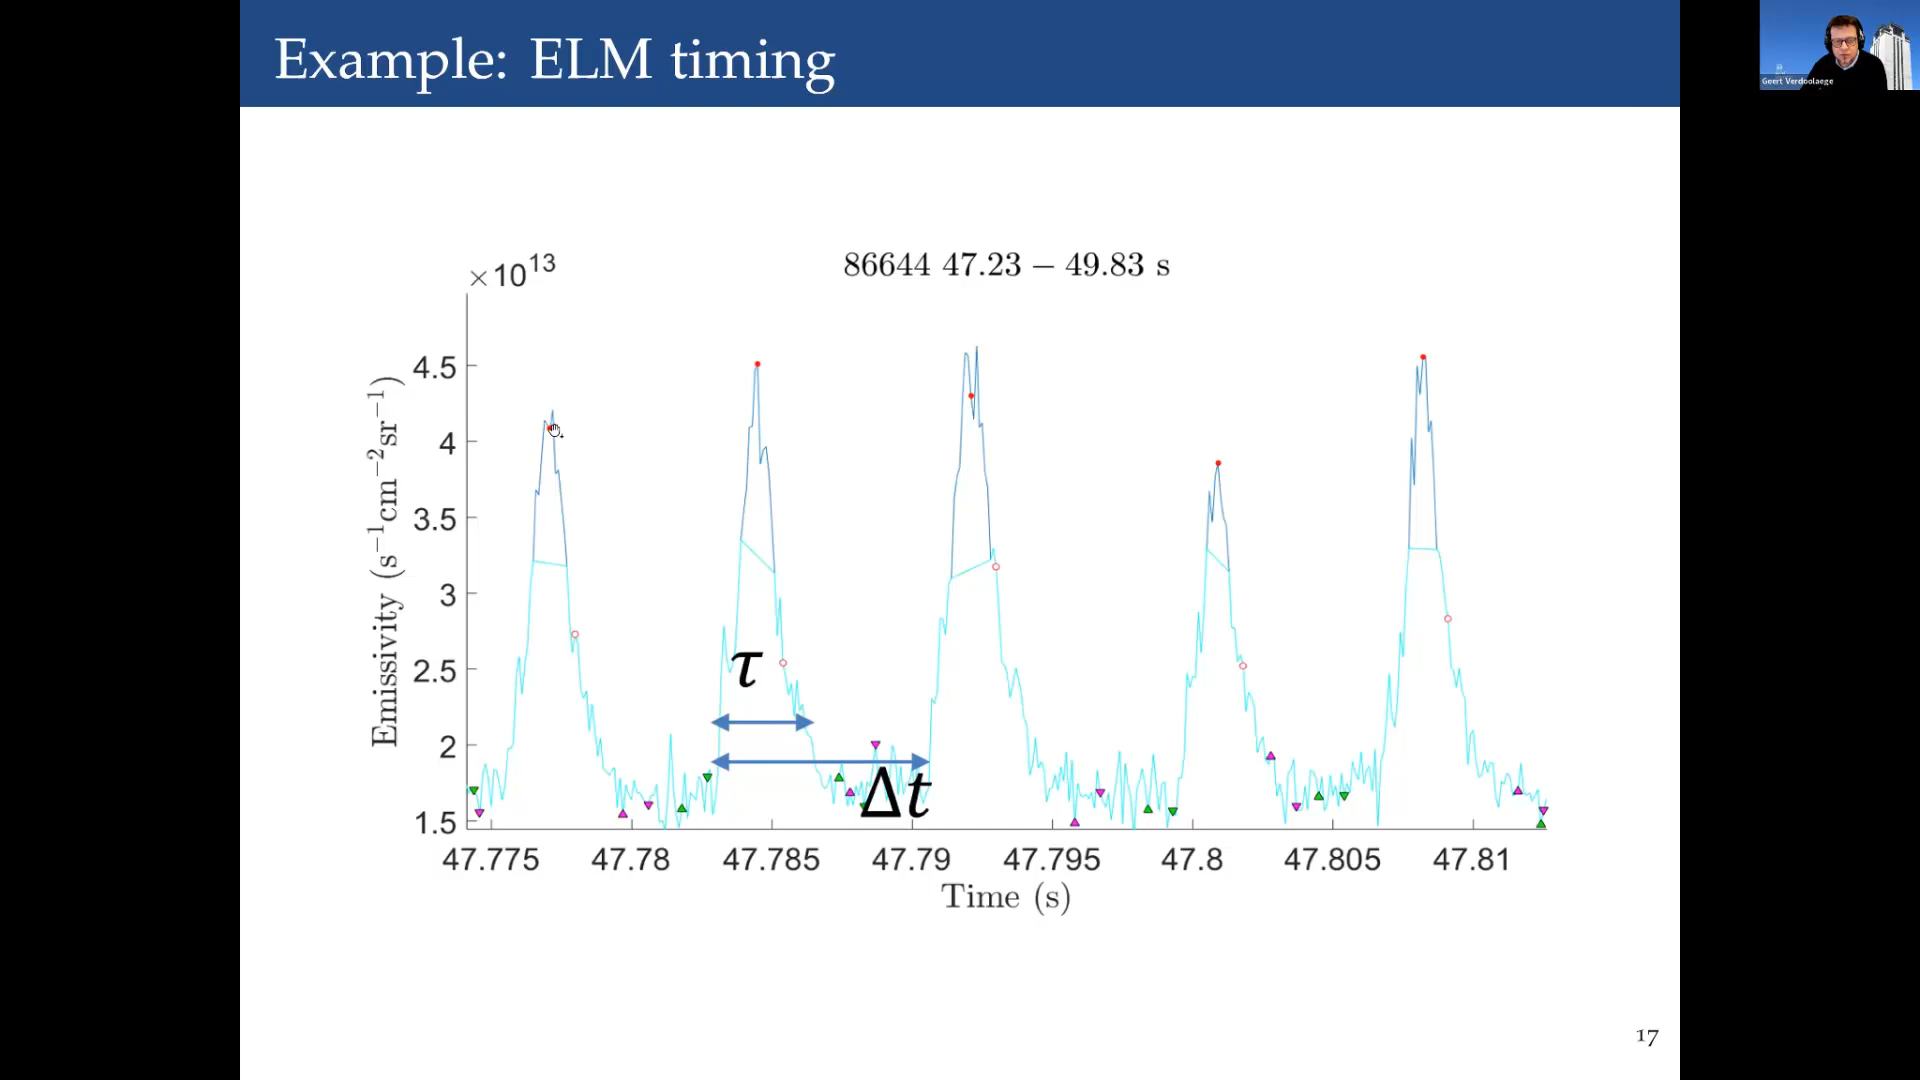 Example: ELM timing
Geert Verdoolaege
×10^13
86644 47.23 − 49.83 s
4.5
4
3.5
3
2.5
2
1.5
Emissivity (s^−1cm^−2sr^−1)
τ
Δt
47.775 47.78 47.785 47.79 47.795 47.8 47.805 47.81
Time (s)
17